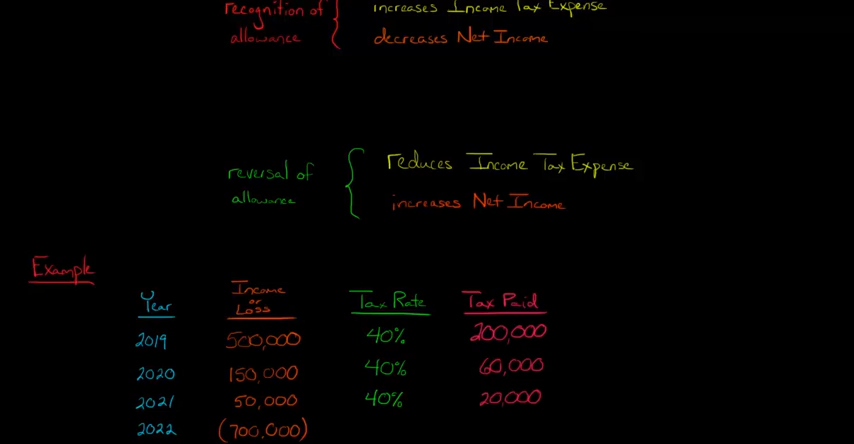 recognition of increases Income Tax Expense
allowance decreases Net Income
reversal of reduces Income Tax Expense
allowance increases Net Income
Example
Year Income or Loss Tax Rate Tax Paid
2019 500,000 40% 200,000
2020 150,000 40% 60,000
2021 50,000 40% 20,000
2022 (700,000)